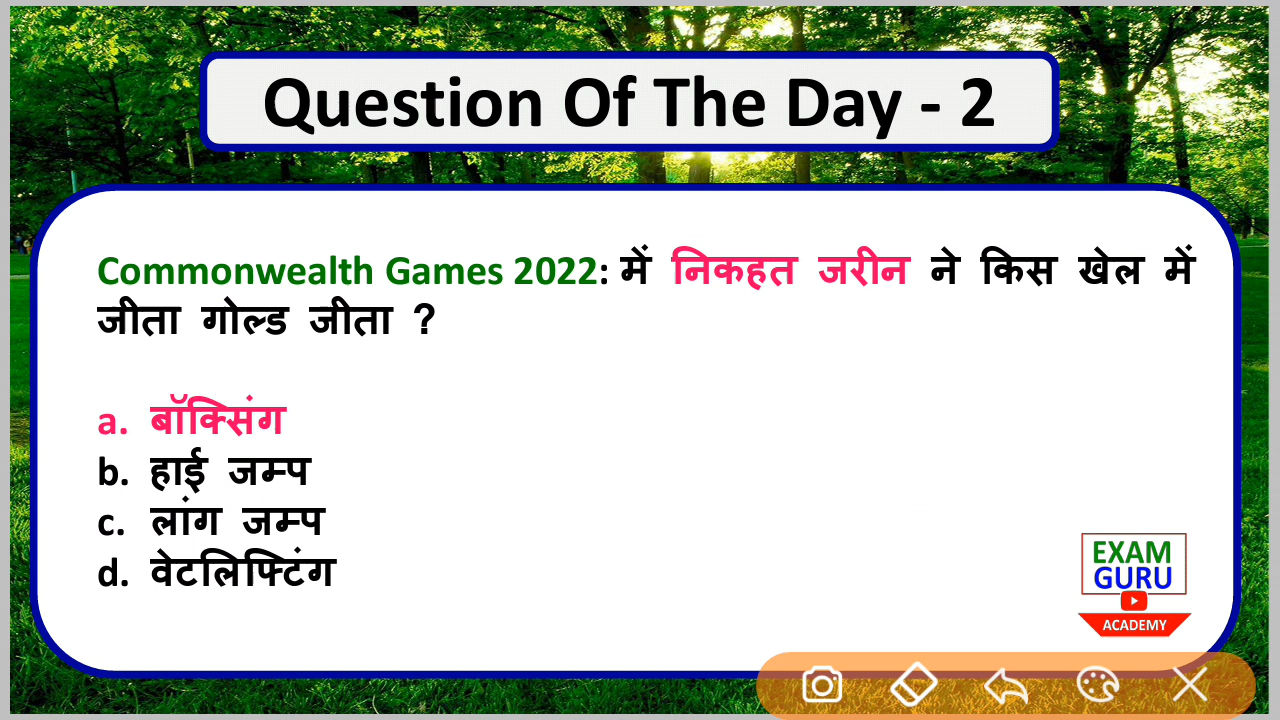 Question Of The Day - 2
Commonwealth Games 2022: में निकहत जरीन ने किस खेल में
जीता गोल्ड जीता ?
a. बॉक्सिंग
b. हाई जम्प
c. लांग जम्प
d. वेटलिफ्टिंग
EXAM
GURU
ACADEMY